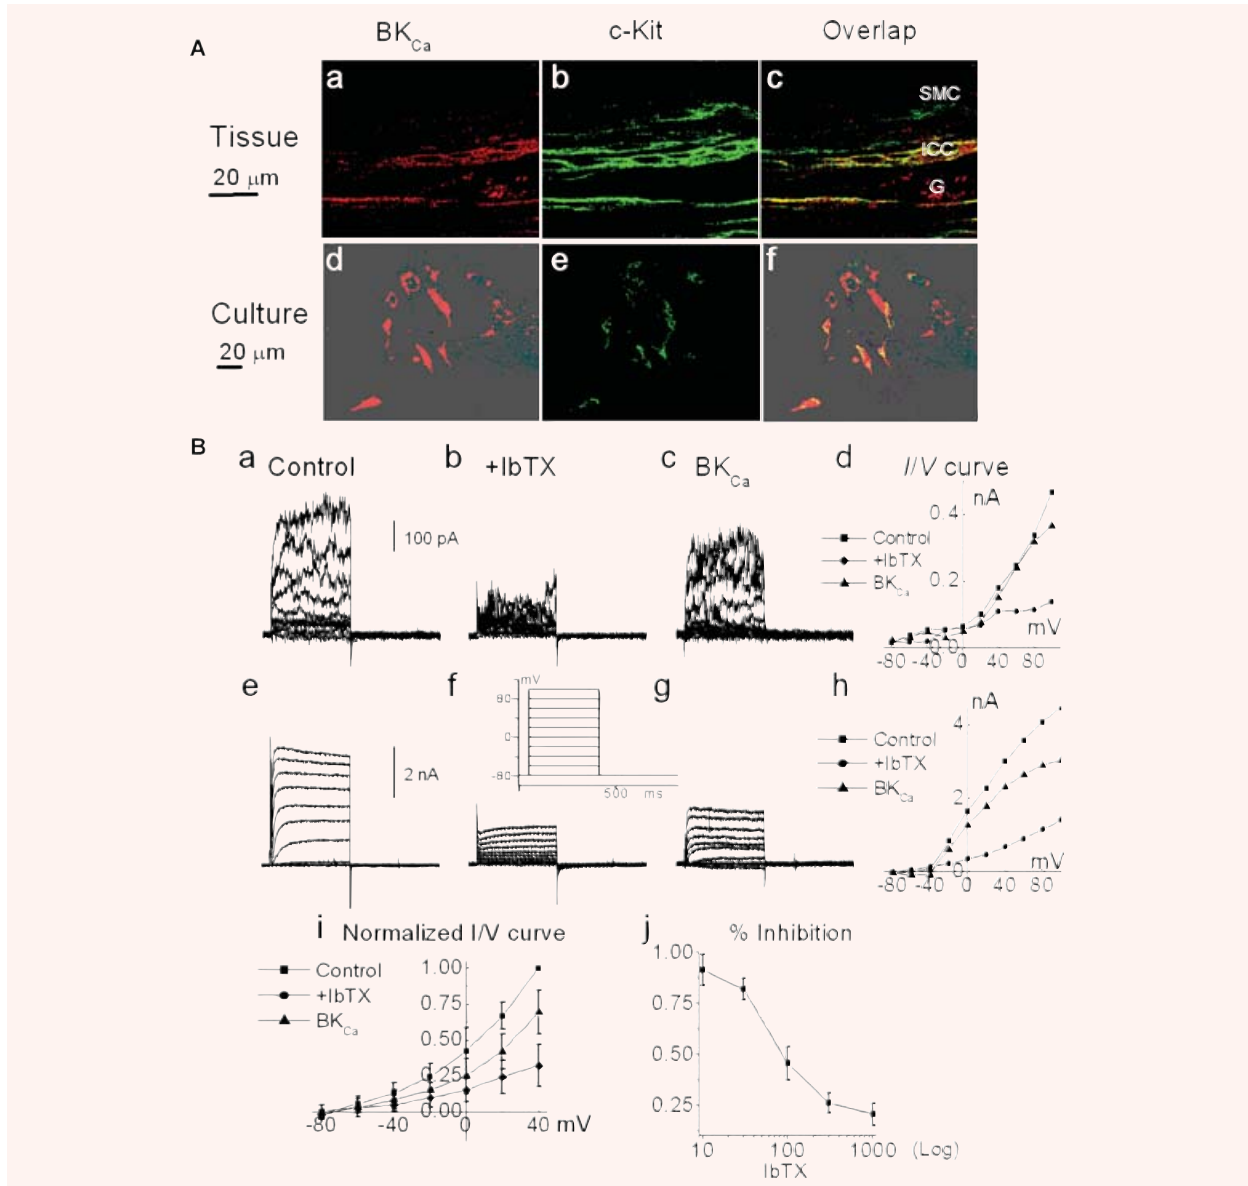 A
BKCa
c-Kit
Overlap
a
b
c
SMC
ICC
G
Tissue
20 μm
d
e
f
Culture
20 μm
B
a Control
b +IbTX
c BKCa
d I/V curve
100 pA
nA
0.4
0.2
0.0
Control
+IbTX
BKCa
mV
-80 -40 0 40 80
e
f
g
h
2 nA
mV
80
0
-80
500 ms
nA
4
2
0
Control
+IbTX
BKCa
mV
-80 -40 0 40 80
i Normalized I/V curve
Control
+IbTX
BKCa
1.00
0.75
0.50
0.25
0.00
-80 -40 0 40 mV
j % Inhibition
1.00
0.75
0.50
0.25
10 100 1000 (Log)
IbTX